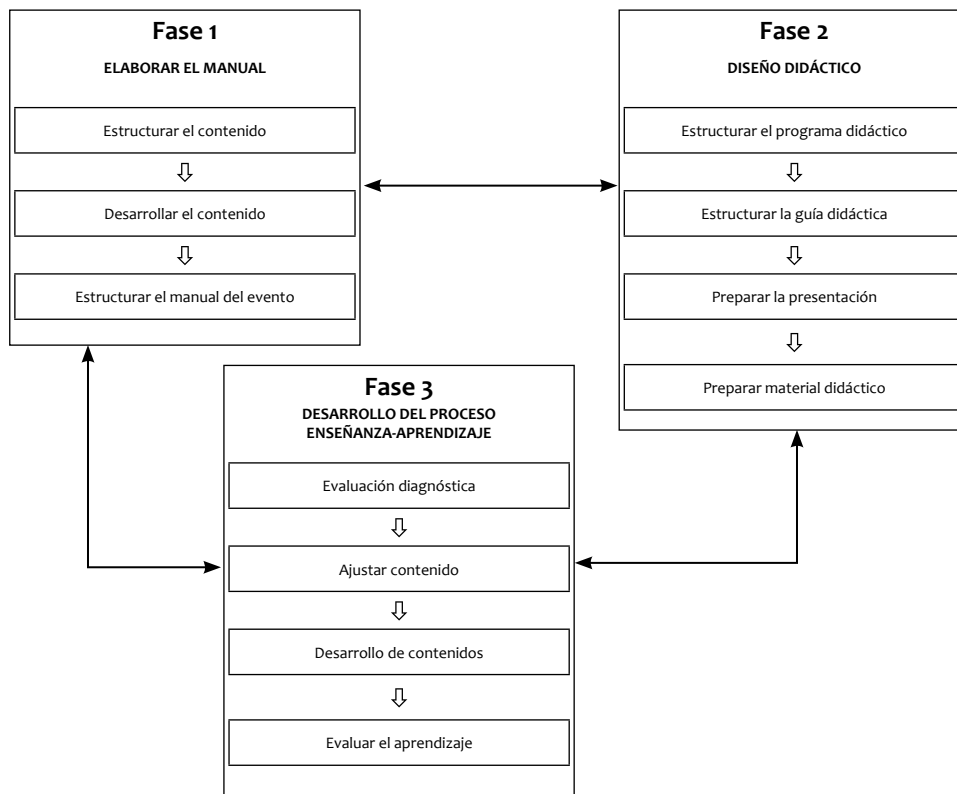 Fase 1
ELABORAR EL MANUAL
Estructurar el contenido
Desarrollar el contenido
Estructurar el manual del evento
Fase 2
DISEÑO DIDÁCTICO
Estructurar el programa didáctico
Estructurar la guía didáctica
Preparar la presentación
Preparar material didáctico
Fase 3
DESARROLLO DEL PROCESO
ENSEÑANZA-APRENDIZAJE
Evaluación diagnóstica
Ajustar contenido
Desarrollo de contenidos
Evaluar el aprendizaje